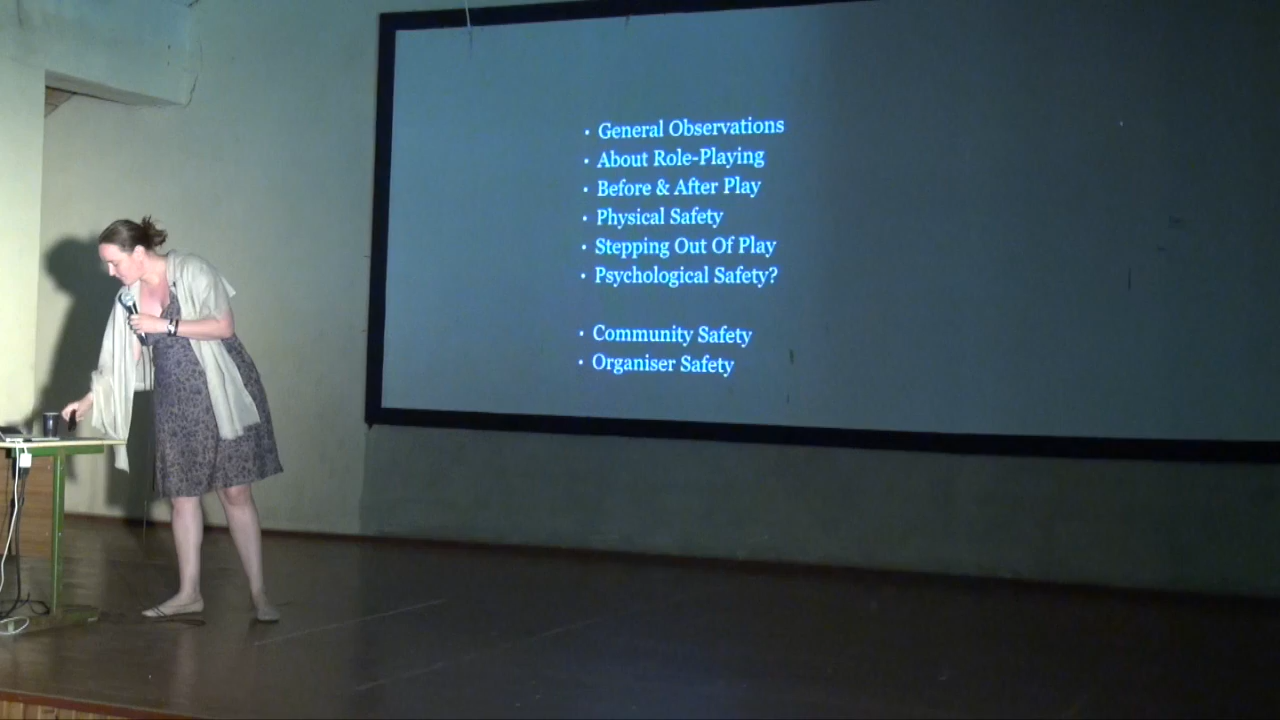 · General Observations
· About Role-Playing
· Before & After Play
· Physical Safety
· Stepping Out Of Play
· Psychological Safety?
· Community Safety
· Organiser Safety